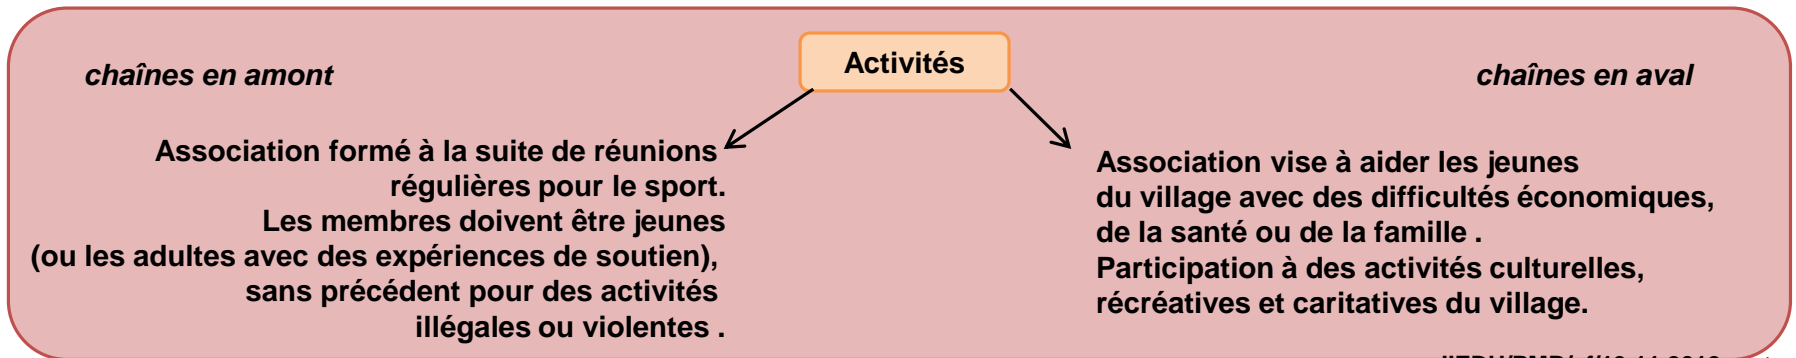 Activités
chaînes en amont
chaînes en aval
Association formé à la suite de réunions
régulières pour le sport.
Les membres doivent être jeunes
(ou les adultes avec des expériences de soutien),
sans précédent pour des activités
illégales ou violentes .
Association vise à aider les jeunes
du village avec des difficultés économiques,
de la santé ou de la famille .
Participation à des activités culturelles,
récréatives et caritatives du village.